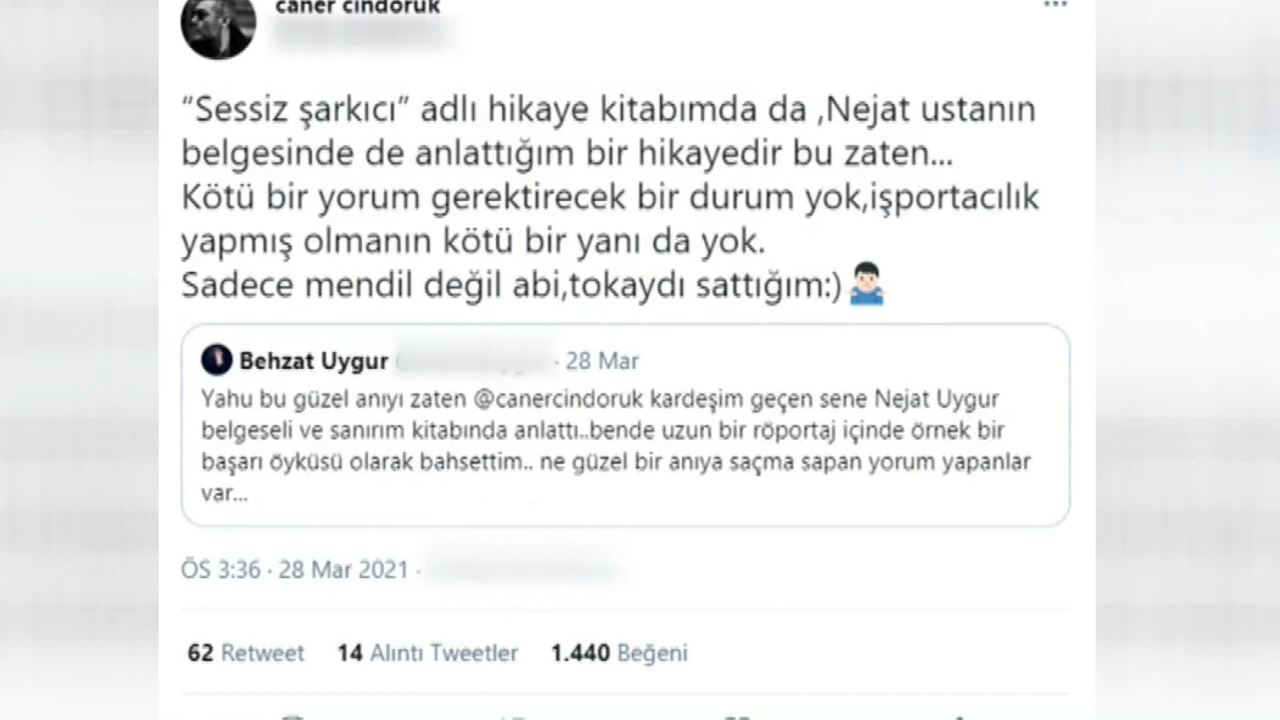 caner cindoruk
“Sessiz şarkıcı” adlı hikaye kitabımda da ,Nejat ustanın
belgesinde de anlattığım bir hikayedir bu zaten...
Kötü bir yorum gerektirecek bir durum yok,işportacılık
yapmış olmanın kötü bir yanı da yok.
Sadece mendil değil abi,tokaydı sattığım:)
Behzat Uygur · 28 Mar
Yahu bu güzel anıyı zaten @canercindoruk kardeşim geçen sene Nejat Uygur
belgeseli ve sanırım kitabında anlattı..bende uzun bir röportaj içinde örnek bir
başarı öyküsü olarak bahsettim.. ne güzel bir anıya saçma sapan yorum yapanlar
var...
ÖS 3:36 · 28 Mar 2021 ·
62 Retweet 14 Alıntı Tweetler 1.440 Beğeni